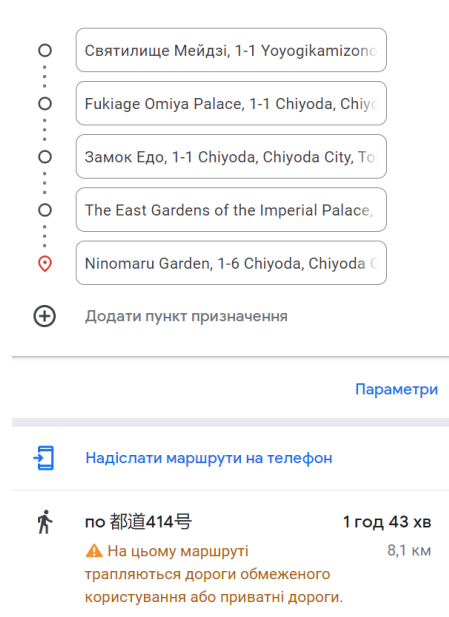 Святилище Мейдзі, 1-1 Yoyogikamizono
Fukiage Omiya Palace, 1-1 Chiyoda, Chiyo
Замок Едо, 1-1 Chiyoda, Chiyoda City, To
The East Gardens of the Imperial Palace,
Ninomaru Garden, 1-6 Chiyoda, Chiyoda C
Додати пункт призначення
Параметри
Надіслати маршрути на телефон
по 都道414号 1 год 43 хв
На цьому маршруті 8,1 км
трапляються дороги обмеженого
користування або приватні дороги.